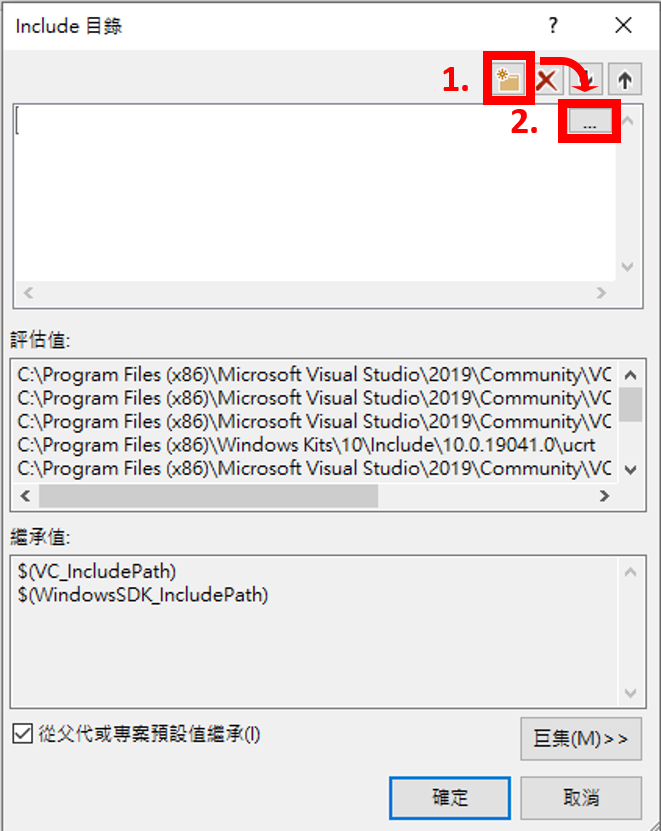 Include 目錄
?
1.
2.
...
評估值:
C:\Program Files (x86)\Microsoft Visual Studio\2019\Community\VC
C:\Program Files (x86)\Microsoft Visual Studio\2019\Community\VC
C:\Program Files (x86)\Microsoft Visual Studio\2019\Community\VC
C:\Program Files (x86)\Windows Kits\10\Include\10.0.19041.0\ucrt
C:\Program Files (x86)\Microsoft Visual Studio\2019\Community\VC
繼承值:
$(VC_IncludePath)
$(WindowsSDK_IncludePath)
從父代或專案預設值繼承(I)
巨集(M)>>
確定
取消